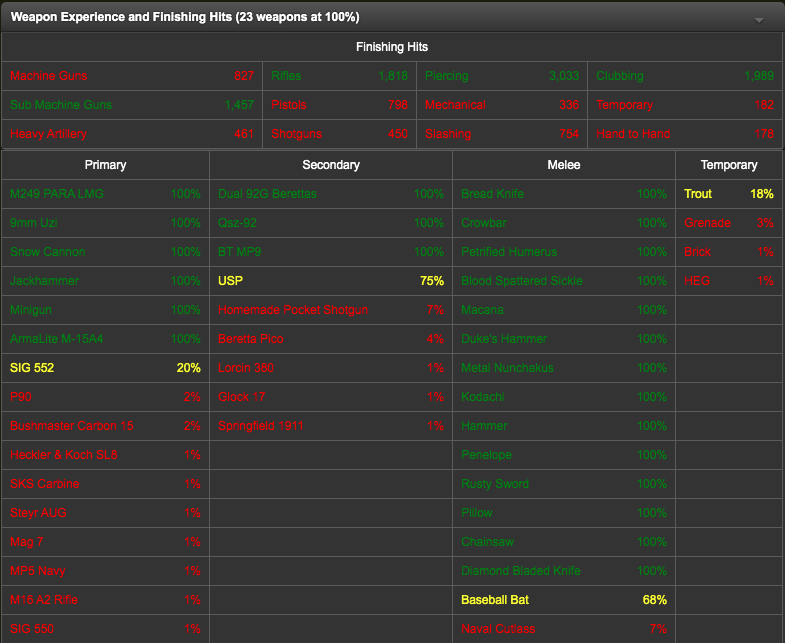 Weapon Experience and Finishing Hits (23 weapons at 100%)
Finishing Hits
Machine Guns 827 Rifles 1,818 Piercing 3,033 Clubbing 1,989
Sub Machine Guns 1,457 Pistols 798 Mechanical 336 Temporary 162
Heavy Artillery 461 Shotguns 450 Slashing 754 Hand to Hand 178
Primary Secondary Melee Temporary
M249 PARA LMG 100% Dual 92G Berettas 100% Bread Knife 100% Trout 18%
9mm Uzi 100% Qsz-92 100% Crowbar 100% Grenade 3%
Snow Cannon 100% BT MP9 100% Petrified Humerus 100% Brick 1%
Jackhammer 100% USP 75% Blood Spattered Sickle 100% HEG 1%
Minigun 100% Homemade Pocket Shotgun 7% Macana 100%
ArmaLite M-15A4 100% Beretta Pico 4% Duke's Hammer 100%
SIG 552 20% Lorcin 380 1% Metal Nunchakus 100%
P90 2% Glock 17 1% Kodachi 100%
Bushmaster Carbon 15 2% Springfield 1911 1% Hammer 100%
Heckler & Koch SL8 1% Penelope 100%
SKS Carbine 1% Rusty Sword 100%
Steyr AUG 1% Pillow 100%
Mag 7 1% Chainsaw 100%
MP5 Navy 1% Diamond Bladed Knife 100%
M16 A2 Rifle 1% Baseball Bat 68%
SIG 550 1% Naval Cutlass 7%